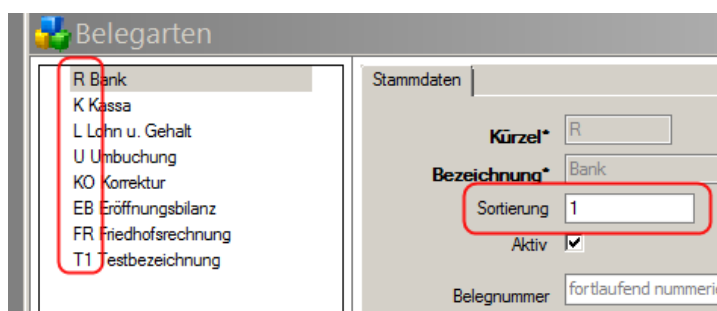 Belegarten
R Bank
K Kassa
L Lohn u. Gehalt
U Umbuchung
KO Korrektur
EB Eröffnungsbilanz
FR Friedhofsrechnung
T1 Testbezeichnung
Stammdaten
Kürzel* R
Bezeichnung* Bank
Sortierung 1
Aktiv
Belegnummer fortlaufend